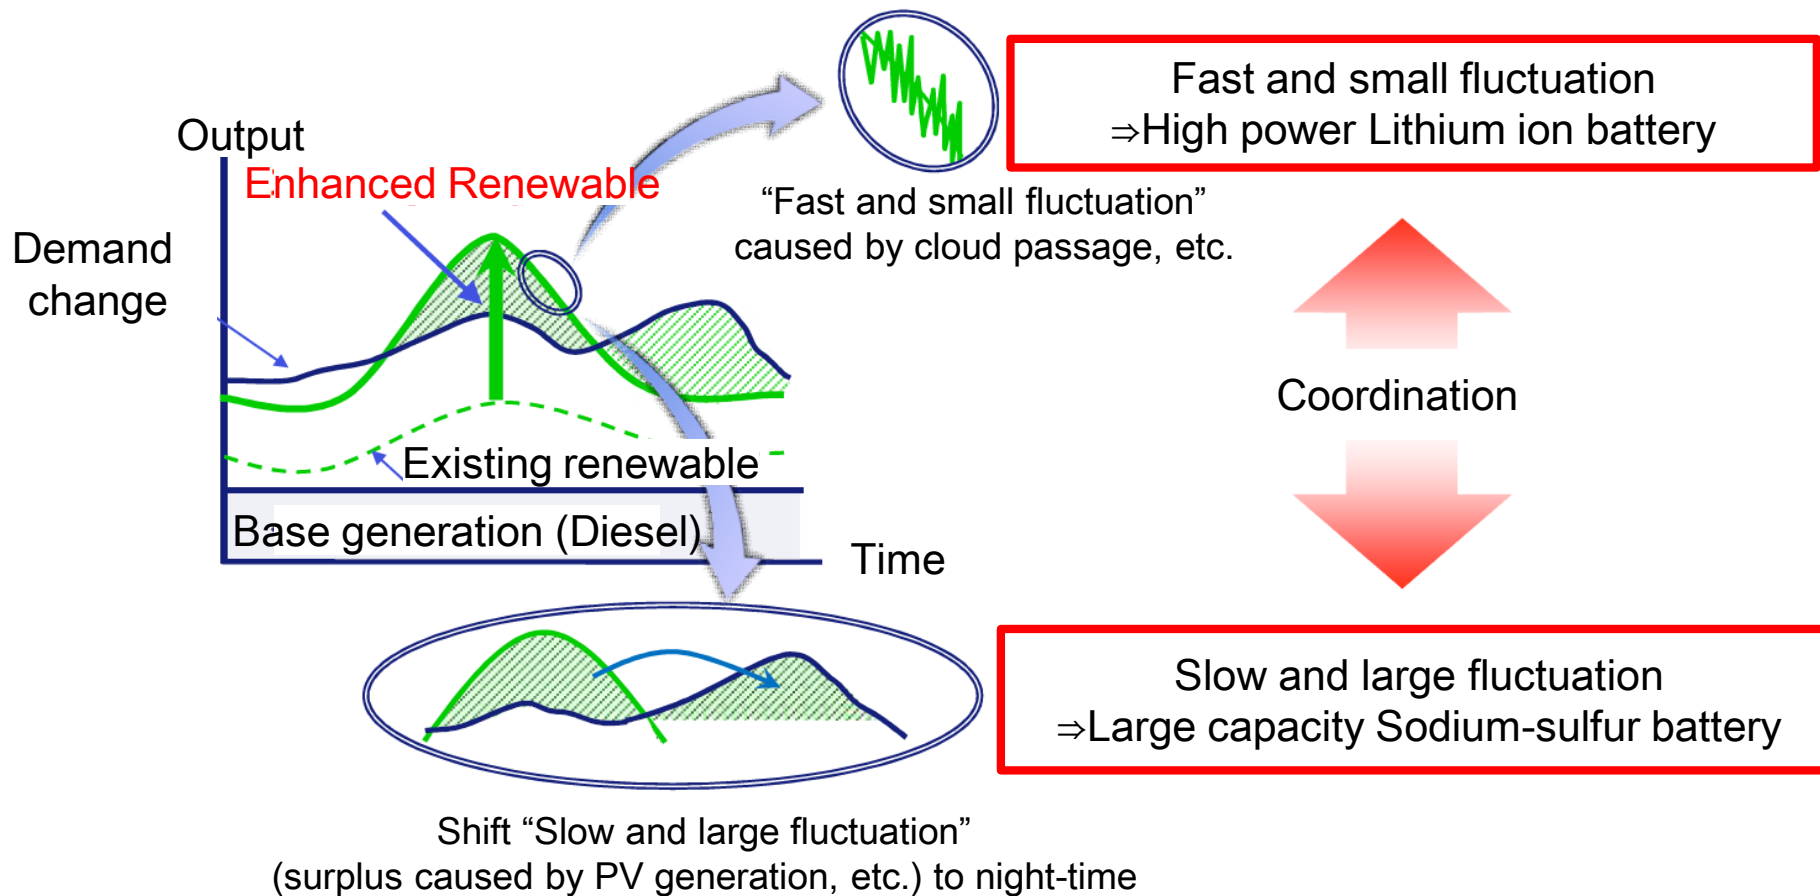 Output
Enhanced Renewable
Demand
change
Existing renewable
Base generation (Diesel)
Time
“Fast and small fluctuation”
caused by cloud passage, etc.
Fast and small fluctuation
⇒High power Lithium ion battery
Coordination
Slow and large fluctuation
⇒Large capacity Sodium-sulfur battery
Shift “Slow and large fluctuation”
(surplus caused by PV generation, etc.) to night-time